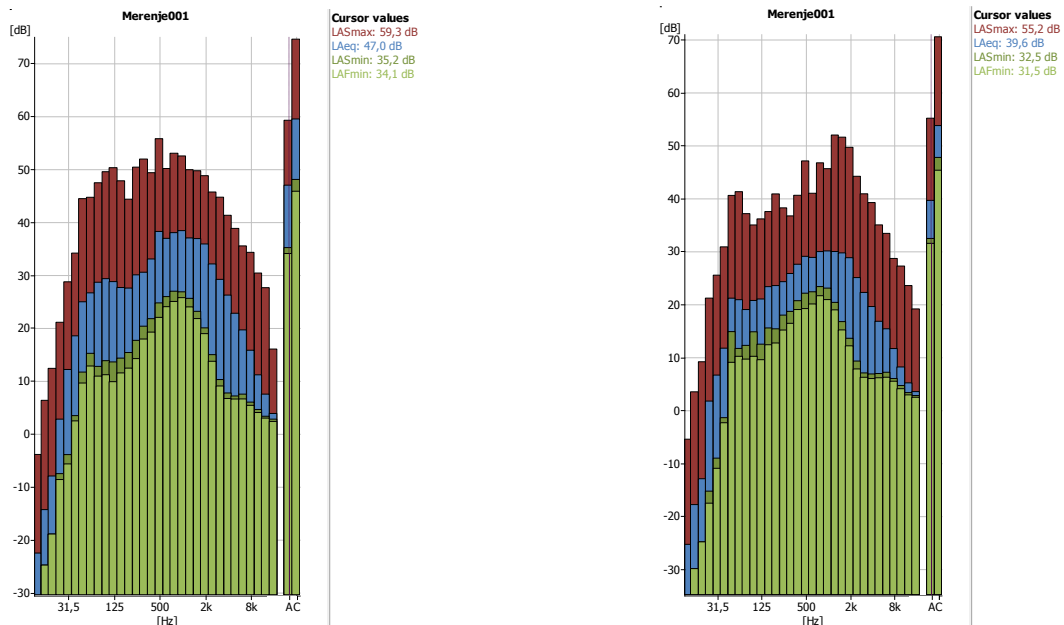 Merenje001
[dB]
70
60
50
40
30
20
10
0
-10
-20
-30
31,5 125 500 2k 8k AC
[Hz]
Cursor values
LASmax: 59,3 dB
LAeq: 47,0 dB
LASmin: 35,2 dB
LAFmin: 34,1 dB
Merenje001
[dB]
70
60
50
40
30
20
10
0
-10
-20
-30
31,5 125 500 2k 8k AC
[Hz]
Cursor values
LASmax: 55,2 dB
LAeq: 39,6 dB
LASmin: 32,5 dB
LAFmin: 31,5 dB